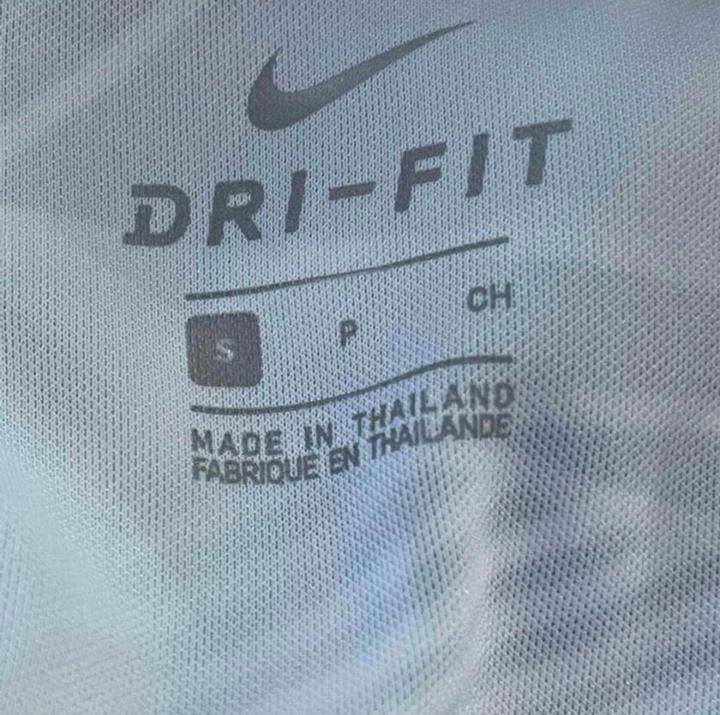 DRI-FIT
S P CH
MADE IN THAILAND
FABRIQUE EN THAILANDE